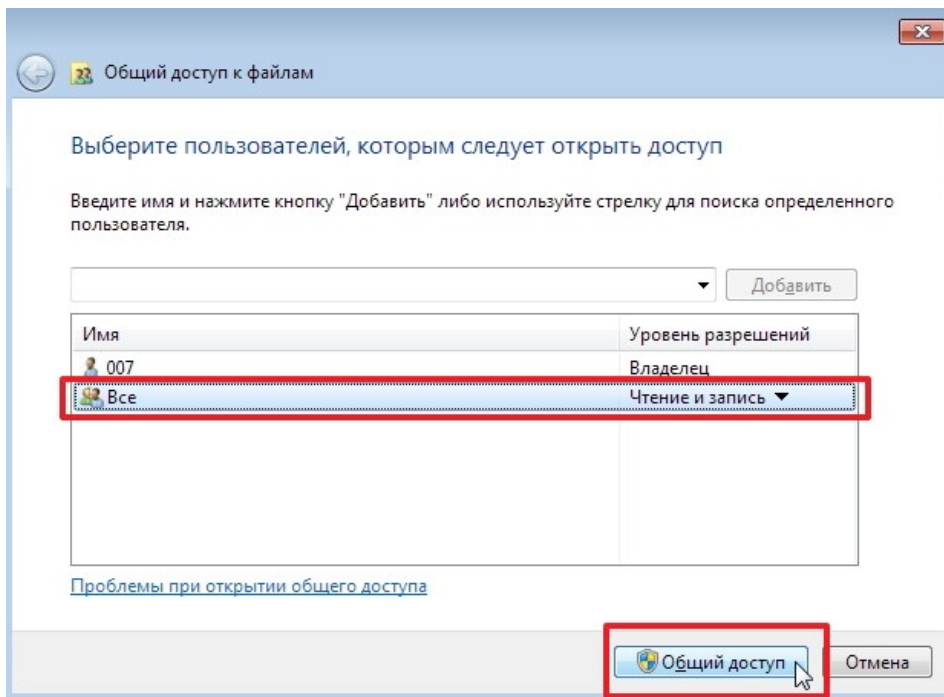 Общий доступ к файлам
Выберите пользователей, которым следует открыть доступ
Введите имя и нажмите кнопку "Добавить" либо используйте стрелку для поиска определенного
пользователя.
Добавить
Имя Уровень разрешений
007 Владелец
Все Чтение и запись
Проблемы при открытии общего доступа
Общий доступ Отмена